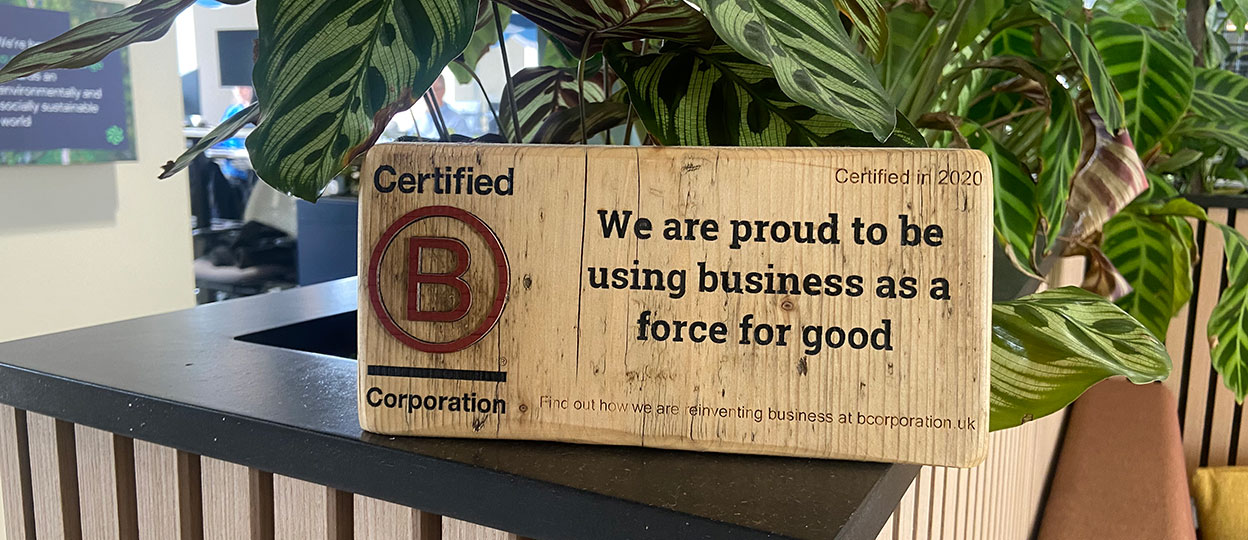 We're
as an
environmentally and
socially sustainable
world
Certified
B
®
Corporation
Certified in 2020
We are proud to be
using business as a
force for good
Find out how we are reinventing business at bcorporation.uk